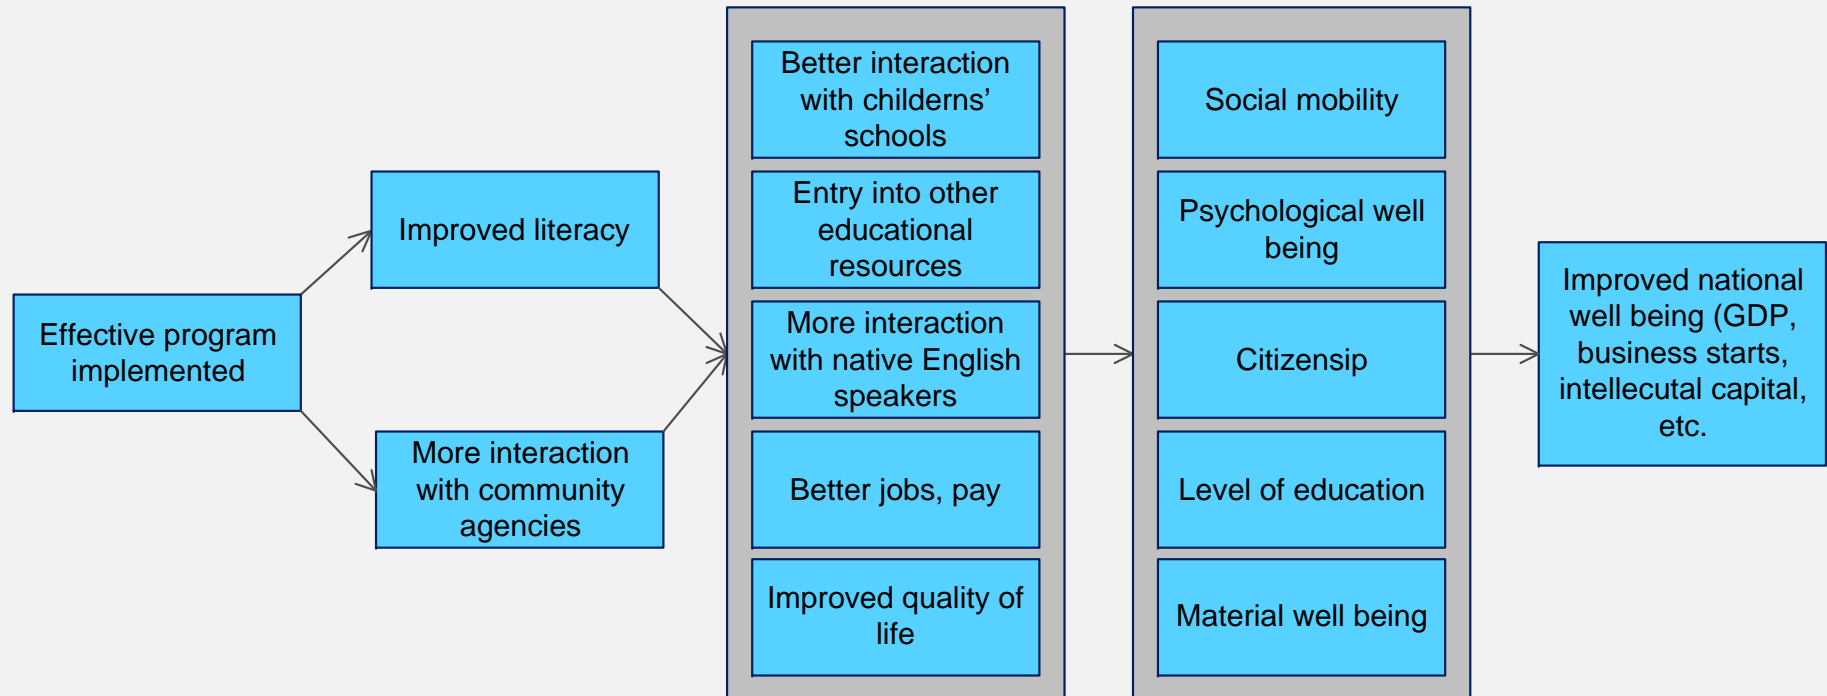 Effective program
implemented
Improved literacy
More interaction
with community
agencies
Better interaction
with childerns’
schools
Entry into other
educational
resources
More interaction
with native English
speakers
Better jobs, pay
Improved quality of
life
Social mobility
Psychological well
being
Citizensip
Level of education
Material well being
Improved national
well being (GDP,
business starts,
intellecutal capital,
etc.